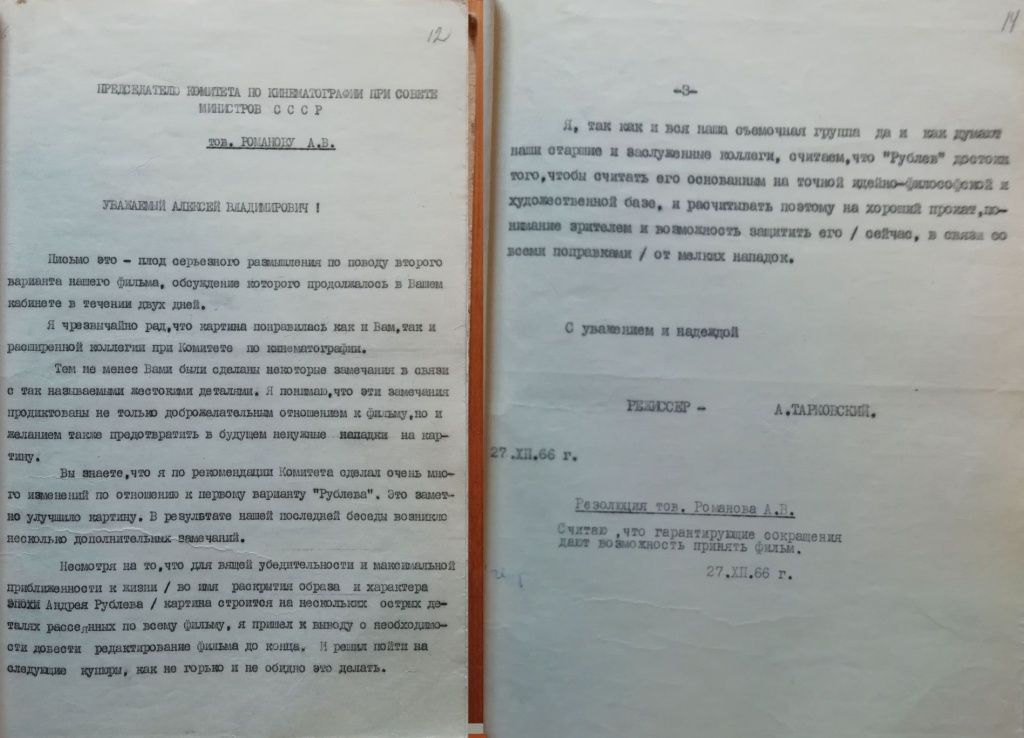 12
ПРЕДСЕДАТЕЛЮ КОМИТЕТА ПО КИНЕМАТОГРАФИИ ПРИ СОВЕТЕ
МИНИСТРОВ С С С Р
тов. РОМАНОВУ А.В.
УВАЖАЕМЫЙ АЛЕКСЕЙ ВЛАДИМИРОВИЧ !
Письмо это - плод серьезного размышления по поводу второго
варианта нашего фильма, обсуждение которого продолжалось в Вашем
кабинете в течении двух дней.
Я чрезвычайно рад,что картина понравилась как и Вам,так и
расширенной коллегии при Комитете по кинематографии.
Тем не менее Вами были сделаны некоторые замечания в связи
с так называемыми жестокими деталями. Я понимаю,что эти замечания
продиктованы не только доброжелательным отношением к фильму,но и
желанием также предотвратить в будущем ненужные нападки на кар-
тину.
Вы знаете,что я по рекомендации Комитета сделал очень мно-
го изменений по отношению к первому варианту "Рублева". Это замет-
но улучшило картину. В результате нашей последней беседы возникло
несколько дополнительных замечаний.
Несмотря на то,что для вящей убедительности и максимальной
приближенности к жизни / во имя раскрытия образа и характера
эпохи Андрея Рублева / картина строится на нескольких острых де-
талях рассеянных по всему фильму, я пришел к выводу о необходимо-
сти довести редактирование фильма до конца. И решил пойти на
следующие купюры, как не горько и не обидно это делать.
14
-3-
Я, так как и вся наша съемочная группа да и как думают
наши старшие и заслуженные коллеги, считаем,что "Рублев" достоин
того,чтобы считать его основанным на точной идейно-философской и
художественной базе, и расчитывать поэтому на хороший прокат,по-
нимание зрителем и возможность защитить его / сейчас, в связи со
всеми поправками / от мелких нападок.
С уважением и надеждой
РЕЖИССЕР - А.ТАРКОВСКИЙ.
27.XII.66 г.
Резолюция тов. Романова А.В.
Считаю ,что гарантирующие сокращения
дают возможность принять фильм.
27.XII.66 г.